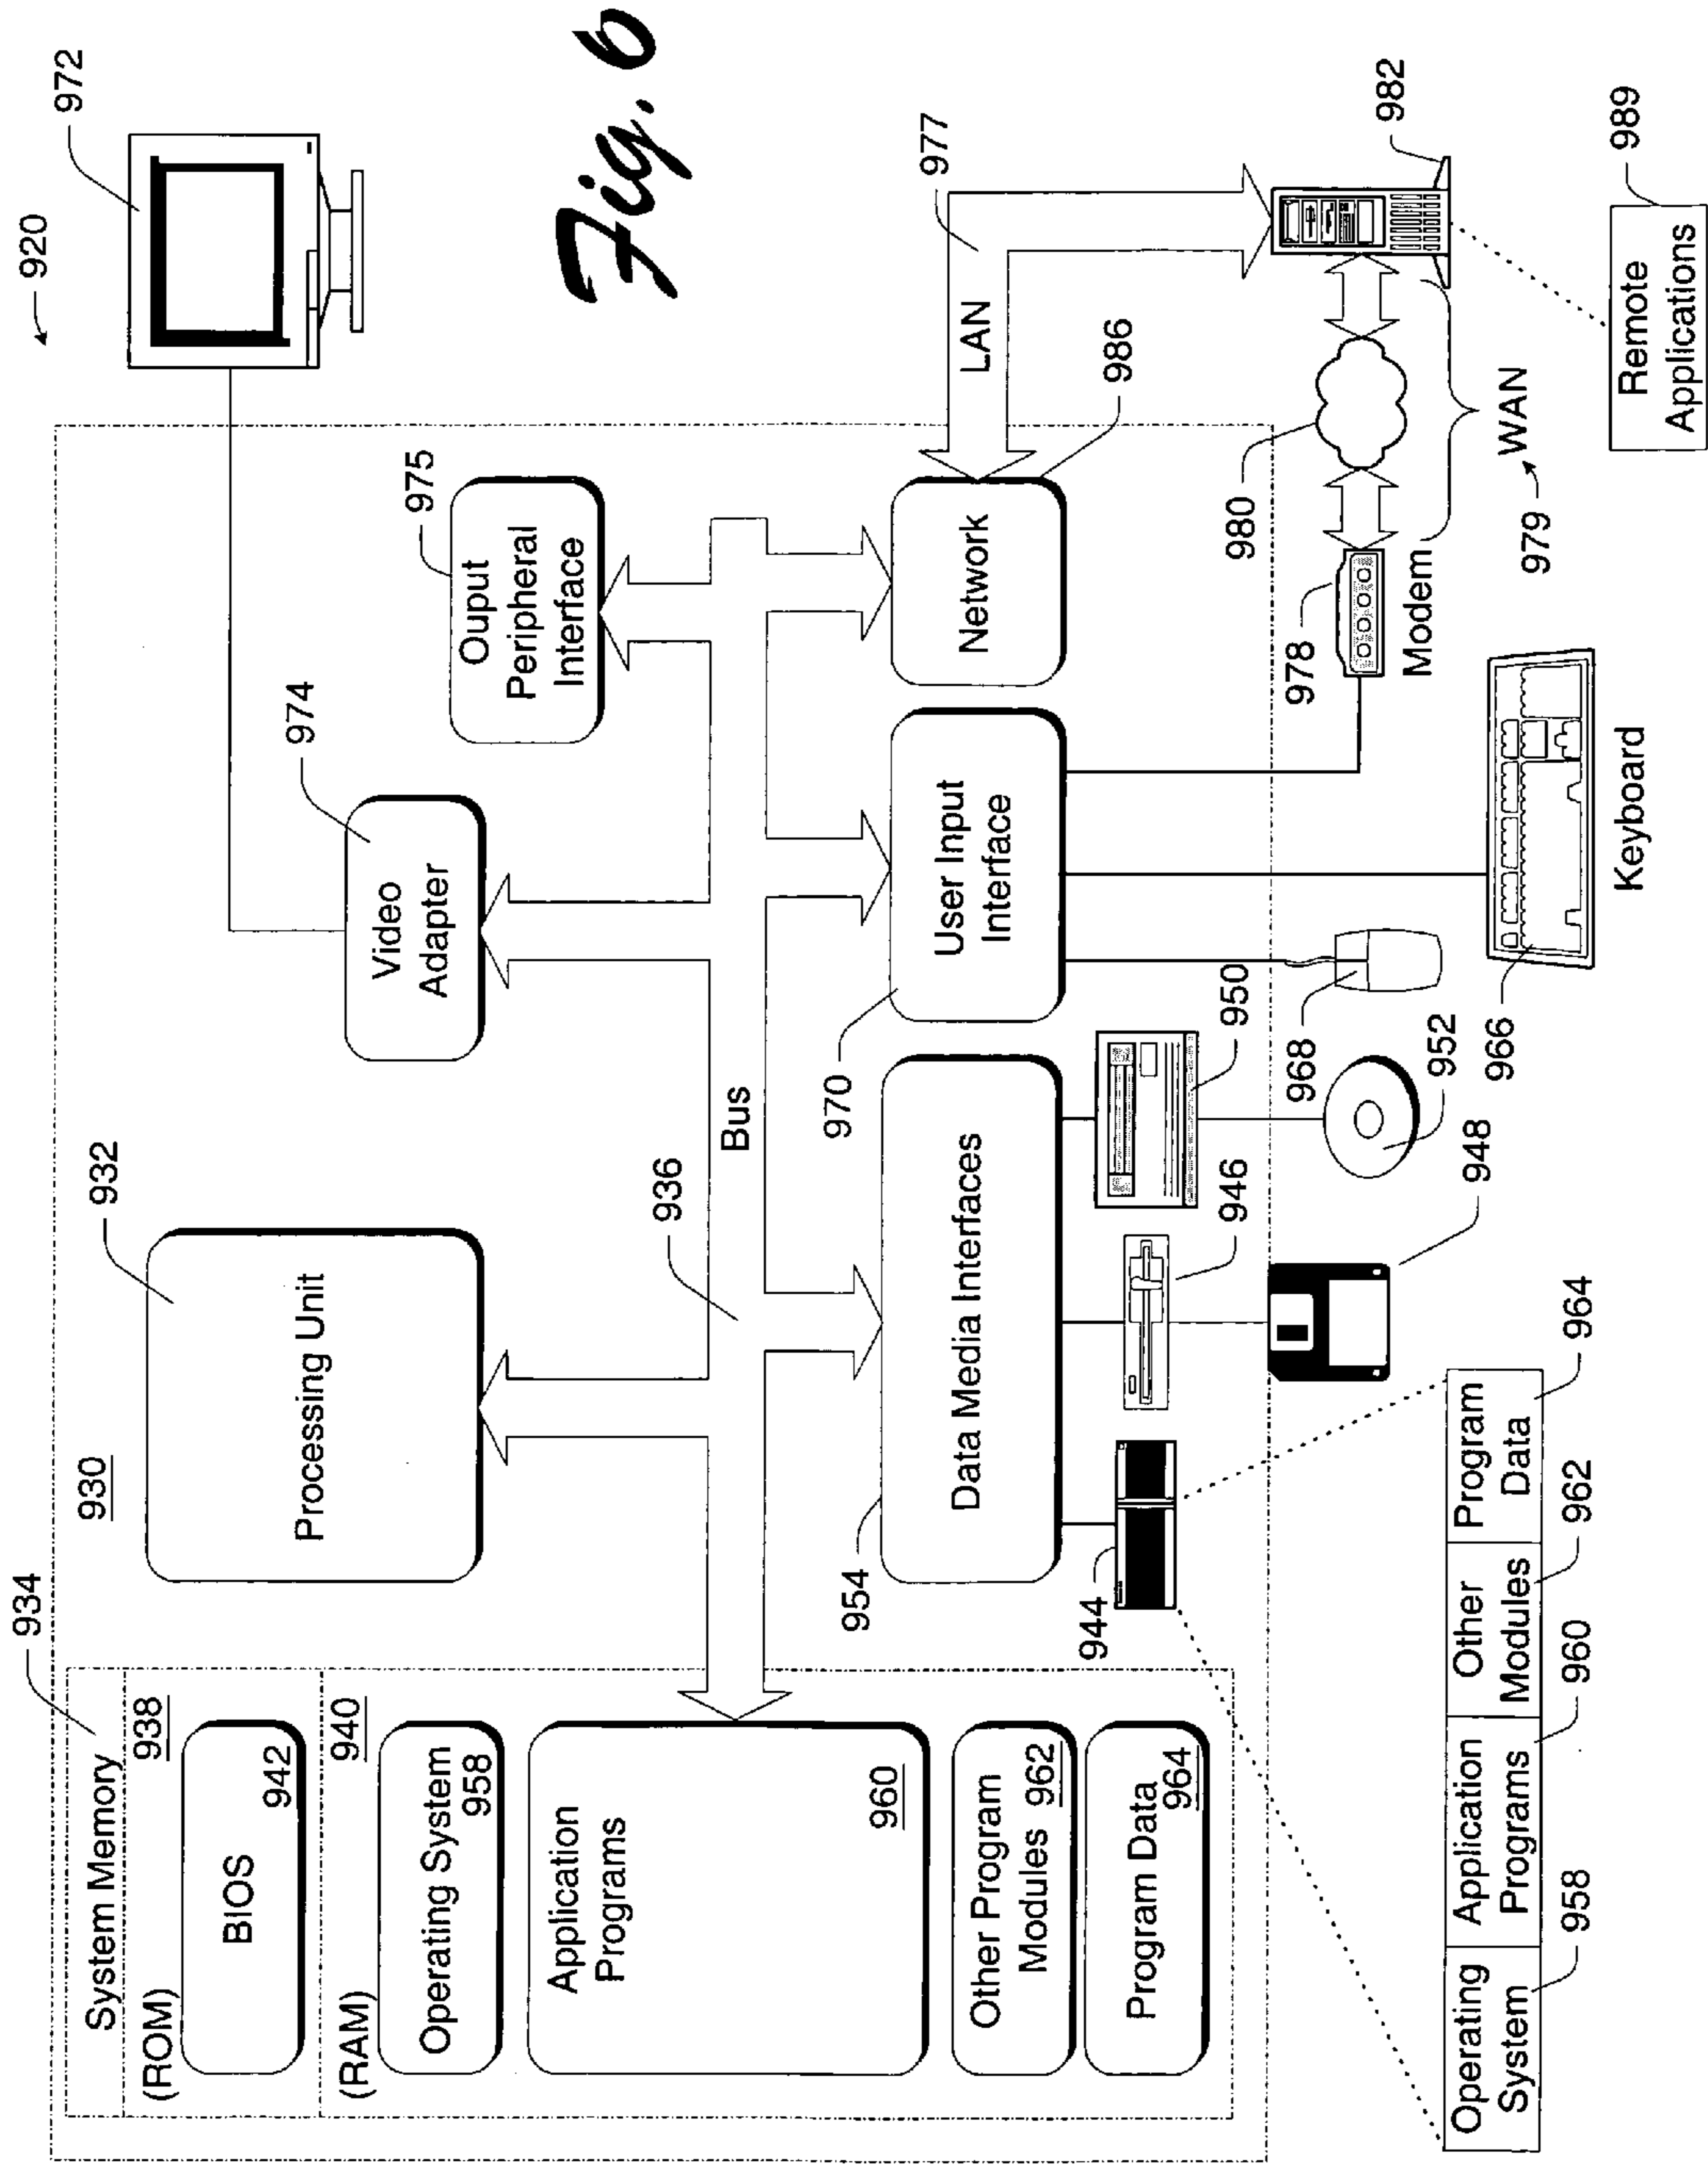 920
934
System Memory
(ROM)
938
BIOS
942
(RAM)
940
Operating System
958
Application
Programs
960
Other Program
Modules 962
Program Data
964
930
932
Processing Unit
936
Bus
974
Video
Adapter
972
975
Ouput
Peripheral
Interface
954
Data Media Interfaces
970
User Input
Interface
Network
986
LAN
977
944
946
950
948
952
968
966
Keyboard
978
Modem
980
979
WAN
982
Remote
Applications
989
Operating
System
958
Application
Programs
960
Other
Modules
962
Program
Data
964
Fig. 6